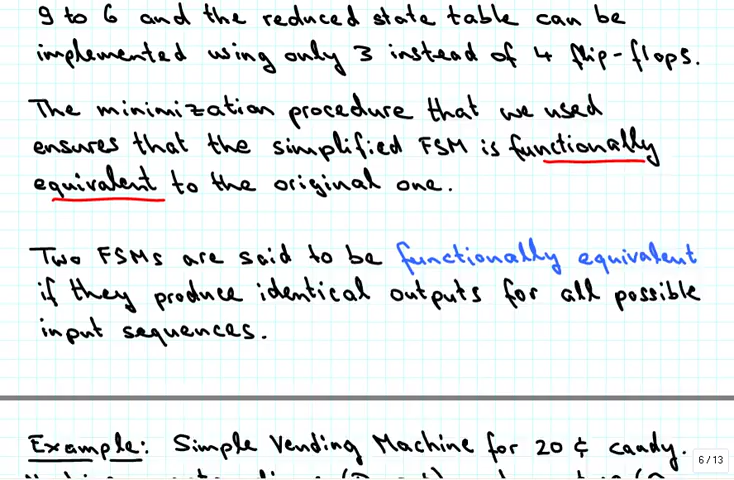 9 to 6 and the reduced state table can be
implemented using only 3 instead of 4 flip-flops.
The minimization procedure that we used
ensures that the simplified FSM is functionally
equivalent to the original one.
Two FSMs are said to be functionally equivalent
if they produce identical outputs for all possible
input sequences.
Example: Simple Vending Machine for 20 ¢ candy.
6/13